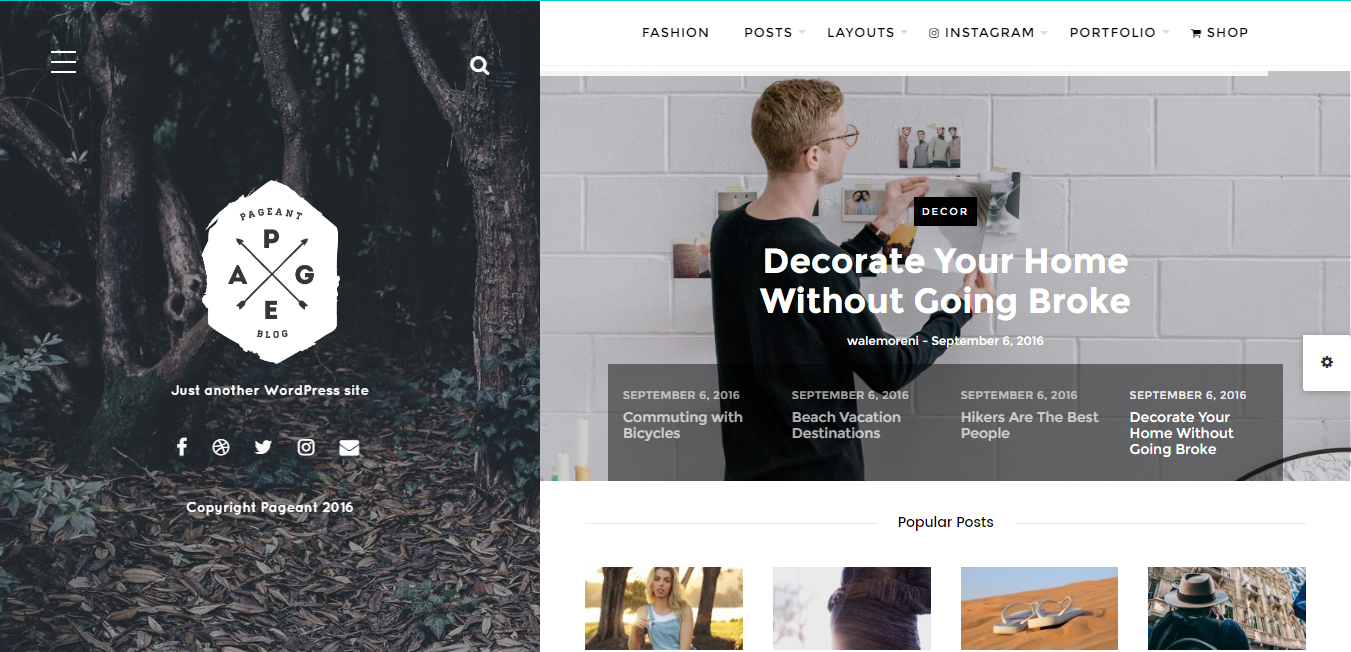 PAGEANT
P
A G
E
BLOG
Just another WordPress site
Copyright Pageant 2016
FASHION POSTS LAYOUTS INSTAGRAM PORTFOLIO SHOP
DECOR
Decorate Your Home
Without Going Broke
walemoreni - September 6, 2016
SEPTEMBER 6, 2016
Commuting with
Bicycles
SEPTEMBER 6, 2016
Beach Vacation
Destinations
SEPTEMBER 6, 2016
Hikers Are The Best
People
SEPTEMBER 6, 2016
Decorate Your
Home Without
Going Broke
Popular Posts